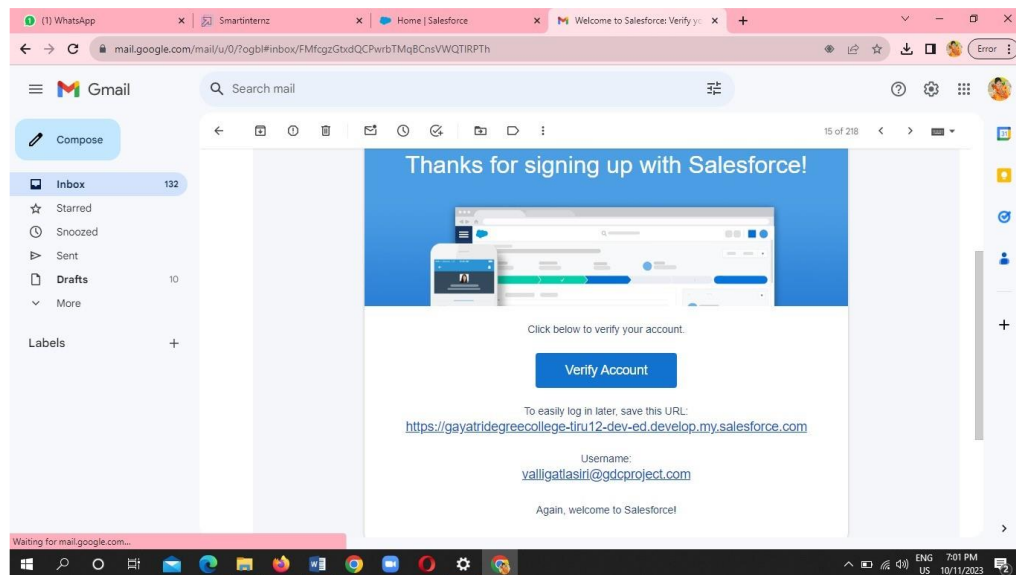 (1) WhatsApp
Smartinternz
Home | Salesforce
Welcome to Salesforce: Verify yo
mail.google.com/mail/u/0/?ogbl#inbox/FMfcgzGtxdQCPwrbTMqBCnsVWQTlRPTh
Error
Gmail
Search mail
Compose
15 of 218
Inbox 132
Starred
Snoozed
Sent
Drafts 10
More
Labels
Thanks for signing up with Salesforce!
Click below to verify your account.
Verify Account
To easily log in later, save this URL:
https://gayatridegreecollege-tiru12-dev-ed.develop.my.salesforce.com
Username:
valligatlasiri@gdcproject.com
Again, welcome to Salesforce!
Waiting for mail.google.com...
ENG 7:01 PM
US 10/11/2023
2